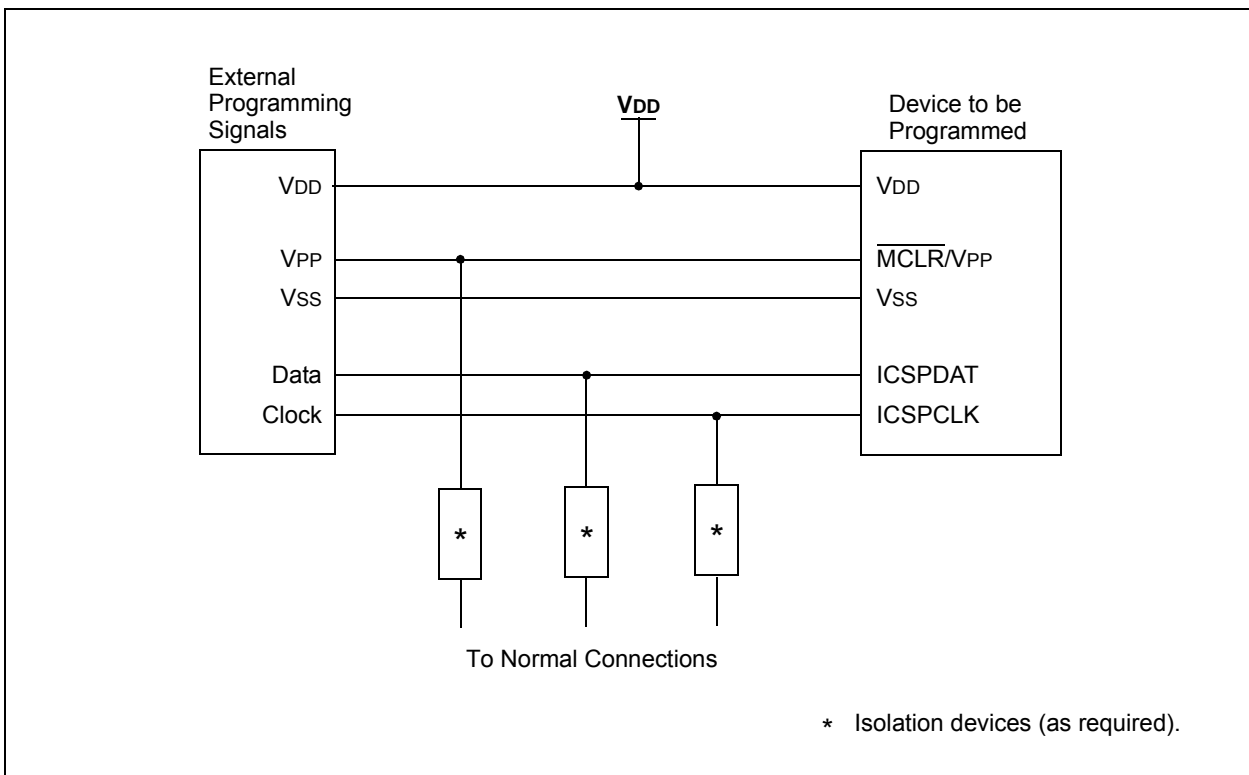 External
Programming
Signals
VDD
Device to be
Programmed
VDD
VDD
VPP
MCLR/VPP
VSS
VSS
Data
ICSPDAT
Clock
ICSPCLK
*
*
*
To Normal Connections
* Isolation devices (as required).